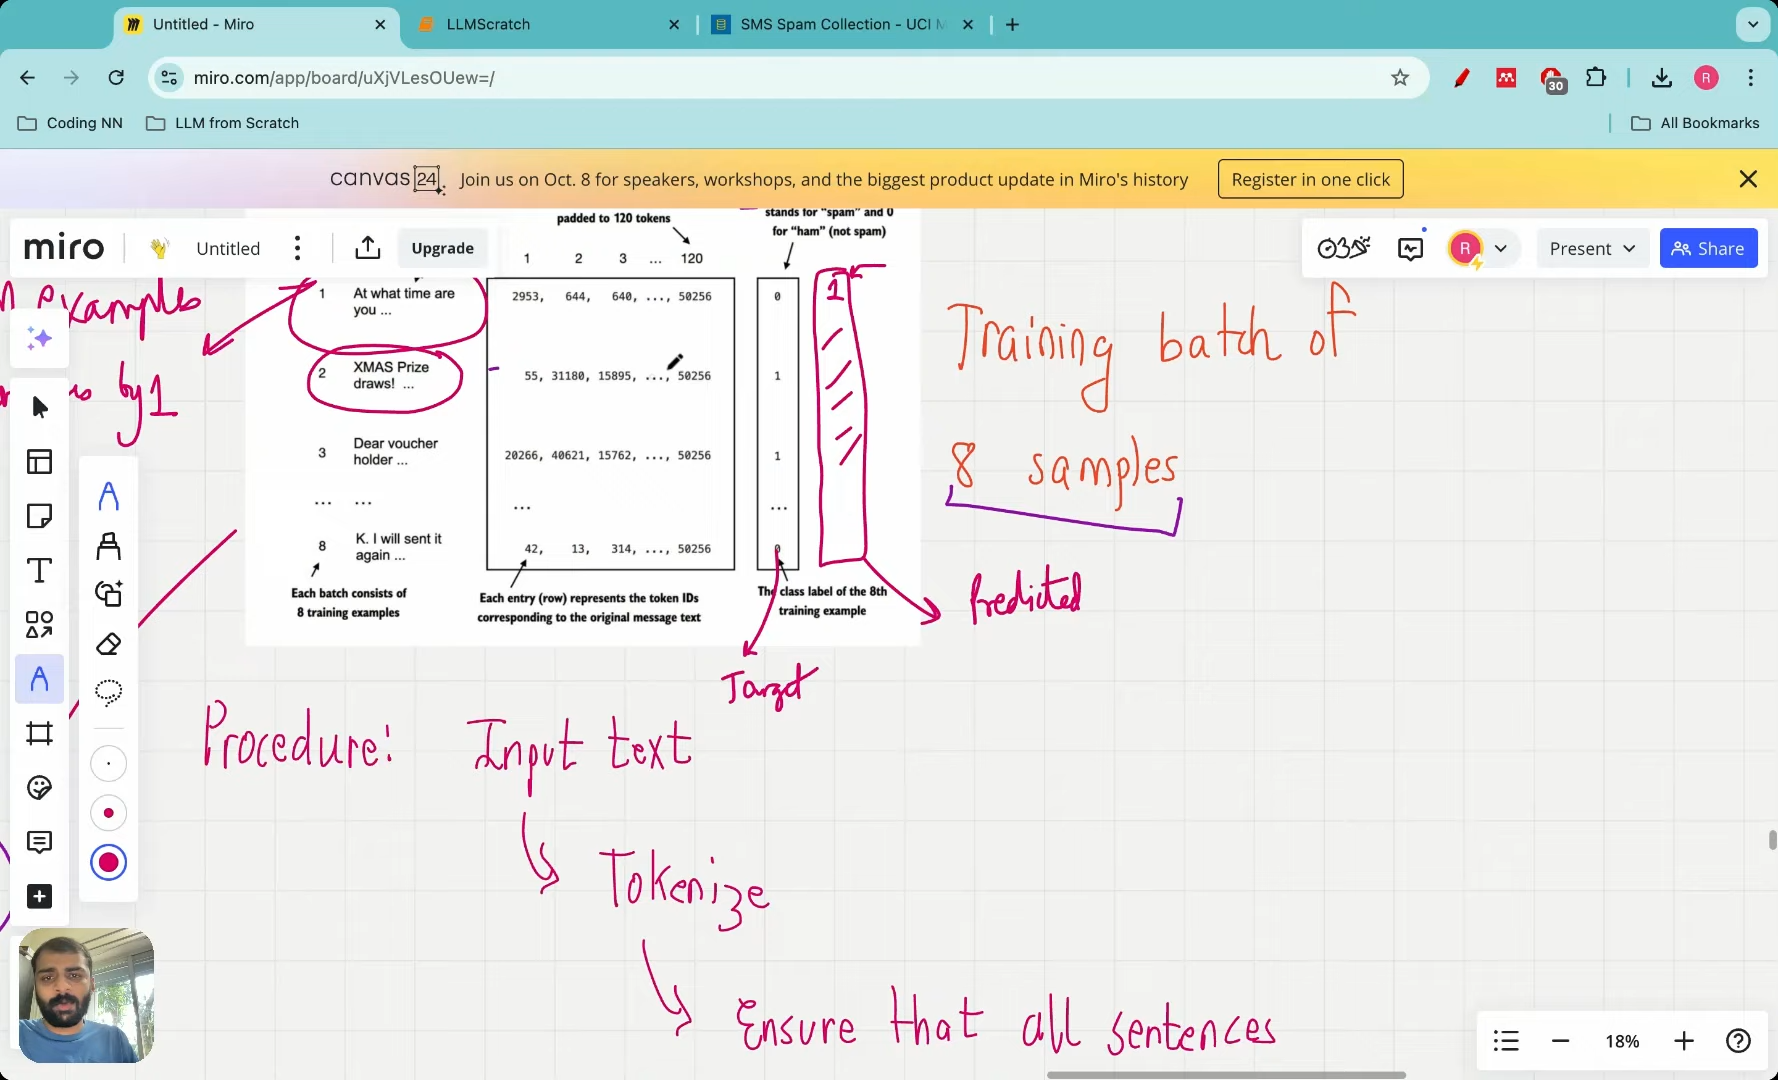 Untitled - Miro
LLMScratch
SMS Spam Collection - UCI M
miro.com/app/board/uXjVLesOUew=/
30
R
Coding NN
LLM from Scratch
All Bookmarks
canvas 24
Join us on Oct. 8 for speakers, workshops, and the biggest product update in Miro's history
Register in one click
miro
Untitled
Upgrade
R
Present
Share
padded to 120 tokens
stands for "spam" and 0
for "ham" (not spam)
1 2 3 ... 120
1 At what time are
you ...
2953, 644, 640, ..., 50256
0
1
2 XMAS Prize
draws! ...
55, 31180, 15895, ..., 50256
1
3 Dear voucher
holder ...
20266, 40621, 15762, ..., 50256
1
... ...
...
...
8 K. I will sent it
again ...
42, 13, 314, ..., 50256
0
Each batch consists of
8 training examples
Each entry (row) represents the token IDs
corresponding to the original message text
The class label of the 8th
training example
examples
by 1
Training batch of
8 samples
Predicted
Target
Procedure: Input text
Tokenize
Ensure that all sentences
18%